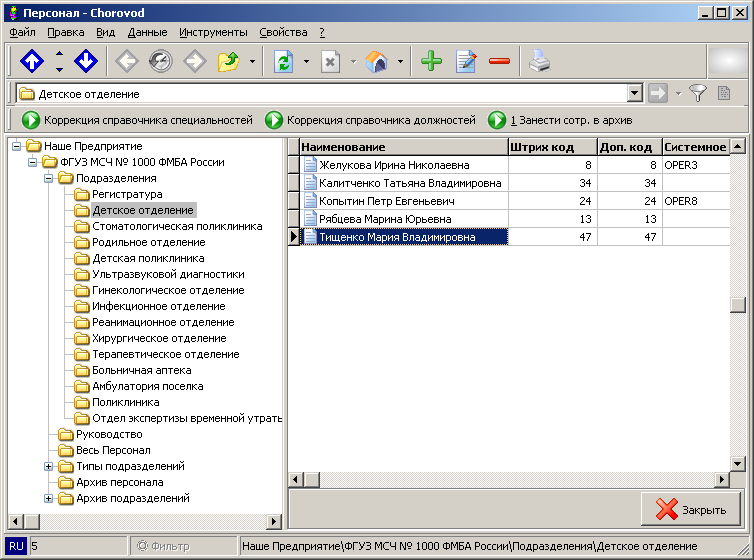 Персонал - Chorovod
Файл Правка Вид Данные Инструменты Свойства ?
Детское отделение
Коррекция справочника специальностей Коррекция справочника должностей 1 Занести сотр. в архив
Наше Предприятие
ФГУЗ МСЧ № 1000 ФМБА России
Подразделения
Регистратура
Детское отделение
Стоматологическая поликлиника
Родильное отделение
Детская поликлиника
Ультразвуковой диагностики
Гинекологическое отделение
Инфекционное отделение
Реанимационное отделение
Хирургическое отделение
Терапевтическое отделение
Больничная аптека
Амбулатория поселка
Поликлиника
Отдел экспертизы временной утрать
Руководство
Весь Персонал
Типы подразделений
Архив персонала
Архив подразделений
Наименование Штрих код Доп. код Системное
Желукова Ирина Николаевна 8 8 OPER3
Калитченко Татьяна Владимировна 34 34
Копытин Петр Евгеньевич 24 24 OPER8
Рябцева Марина Юрьевна 13 13
Тищенко Мария Владимировна 47 47
Закрыть
RU 5 Фильтр Наше Предприятие\ФГУЗ МСЧ № 1000 ФМБА России\Подразделения\Детское отделение